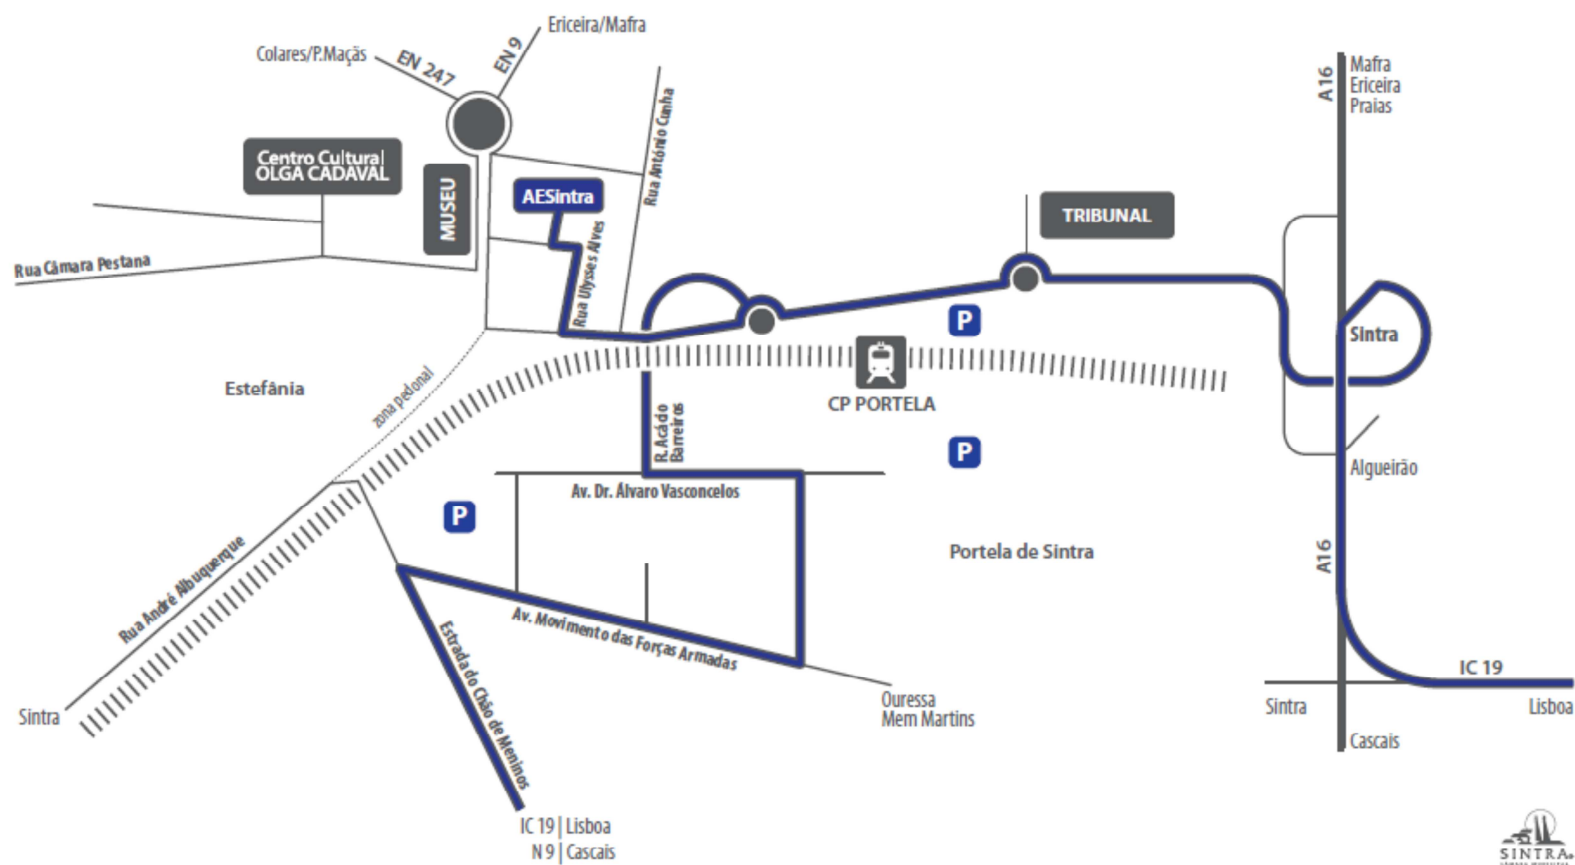 Ericeira/Mafra
Colares/P.Maçãs
EN 247
EN 9
Centro Cultural
OLGA CADAVAL
MUSEU
AESintra
Rua António Cunha
Rua Ulysses Alves
Rua Câmara Pestana
TRIBUNAL
A16
Mafra
Ericeira
Praias
P
Sintra
CP PORTELA
Estefânia
zona pedonal
R. Acádo
Barreiros
P
Algueirão
Av. Dr. Álvaro Vasconcelos
P
Portela de Sintra
A16
Rua André Albuquerque
Av. Movimento das Forças Armadas
Estrada do Chão de Meninos
Sintra
Ouressa
Mem Martins
IC 19
Sintra
Lisboa
Cascais
IC 19 | Lisboa
N 9 | Cascais
SINTRA